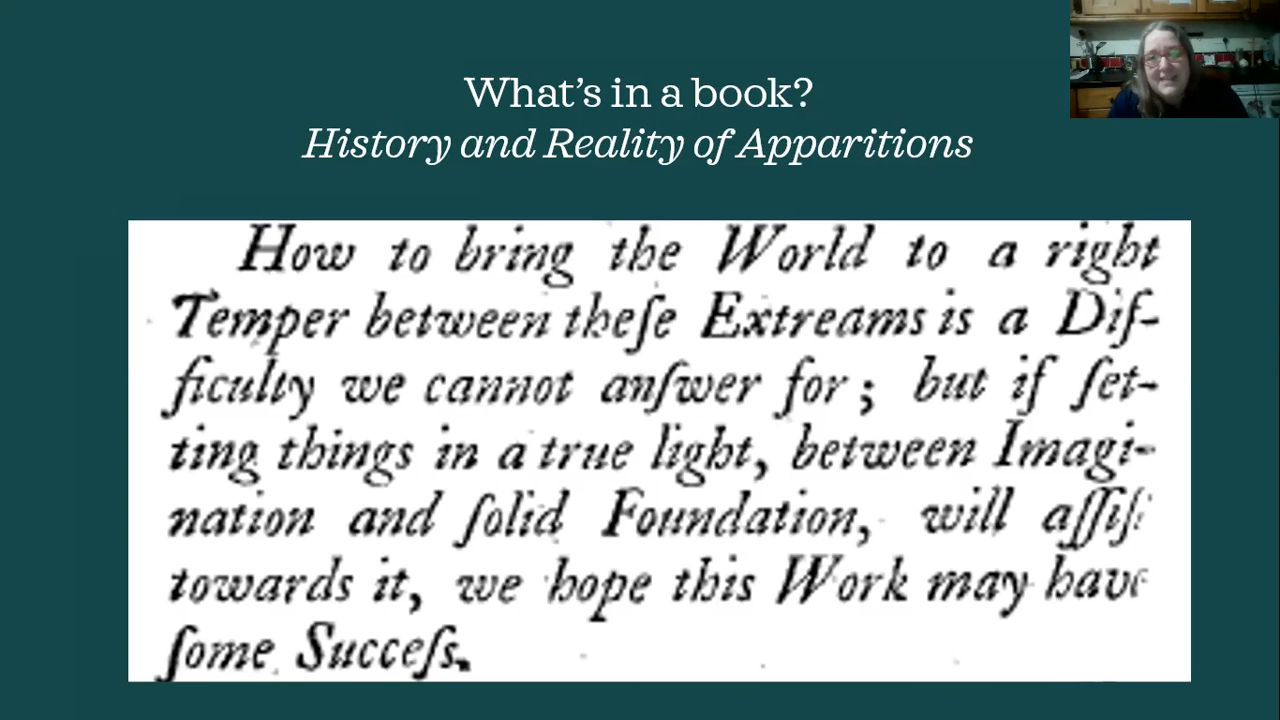 What's in a book?
History and Reality of Apparitions
How to bring the World to a right
Temper between theſe Extreams is a Dif-
ficulty we cannot anſwer for; but if ſet-
ting things in a true light, between Imagi-
nation and ſolid Foundation, will aſſiſt
towards it, we hope this Work may have
ſome Succeſs.